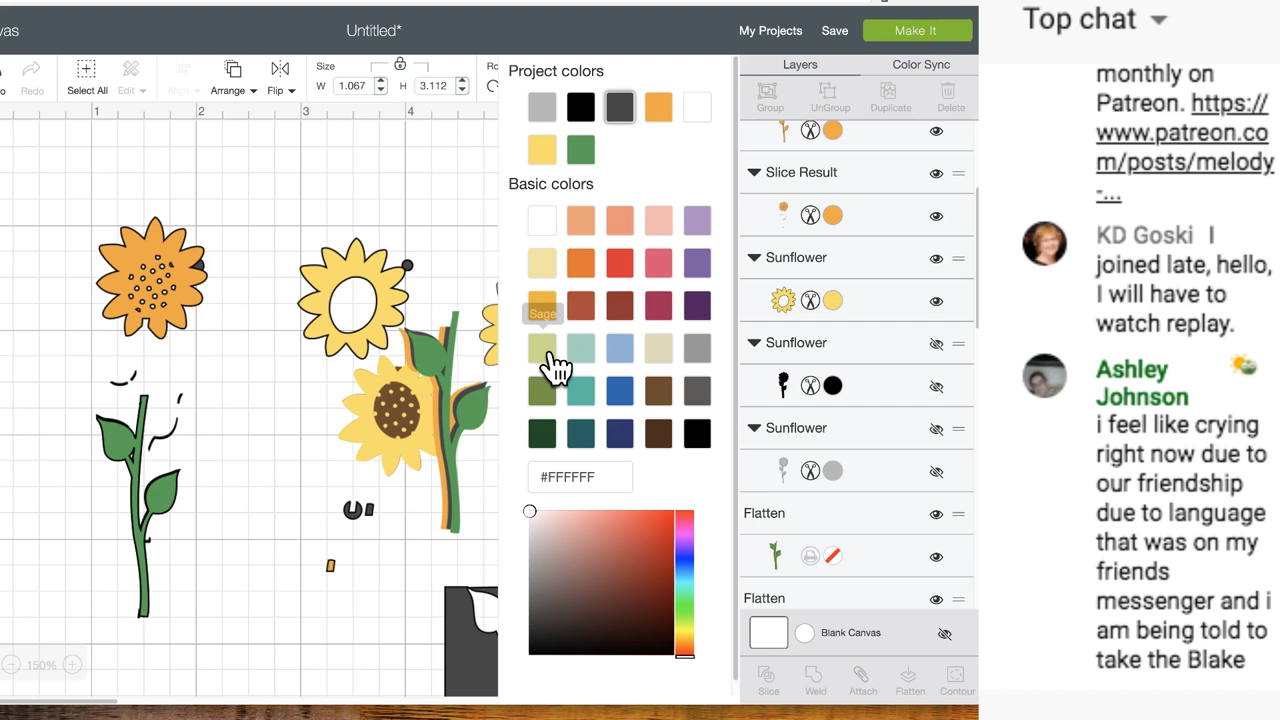 vas
Untitled*
My Projects
Save
Make It
Redo
Select All
Edit
Align
Arrange
Flip
Size
W 1.067
H 3.112
1
2
4
150%
Project colors
Basic colors
Sage
#FFFFFF
Layers
Color Sync
Group
UnGroup
Duplicate
Delete
Slice Result
Sunflower
Sunflower
Sunflower
Flatten
Flatten
Blank Canvas
Slice
Weld
Attach
Flatten
Contour
Top chat
monthly on
Patreon. https://
www.patreon.co
m/posts/melody
-...
KD Goski I
joined late, hello,
I will have to
watch replay.
Ashley
Johnson
i feel like crying
right now due to
our friendship
due to language
that was on my
friends
messenger and i
am being told to
take the Blake